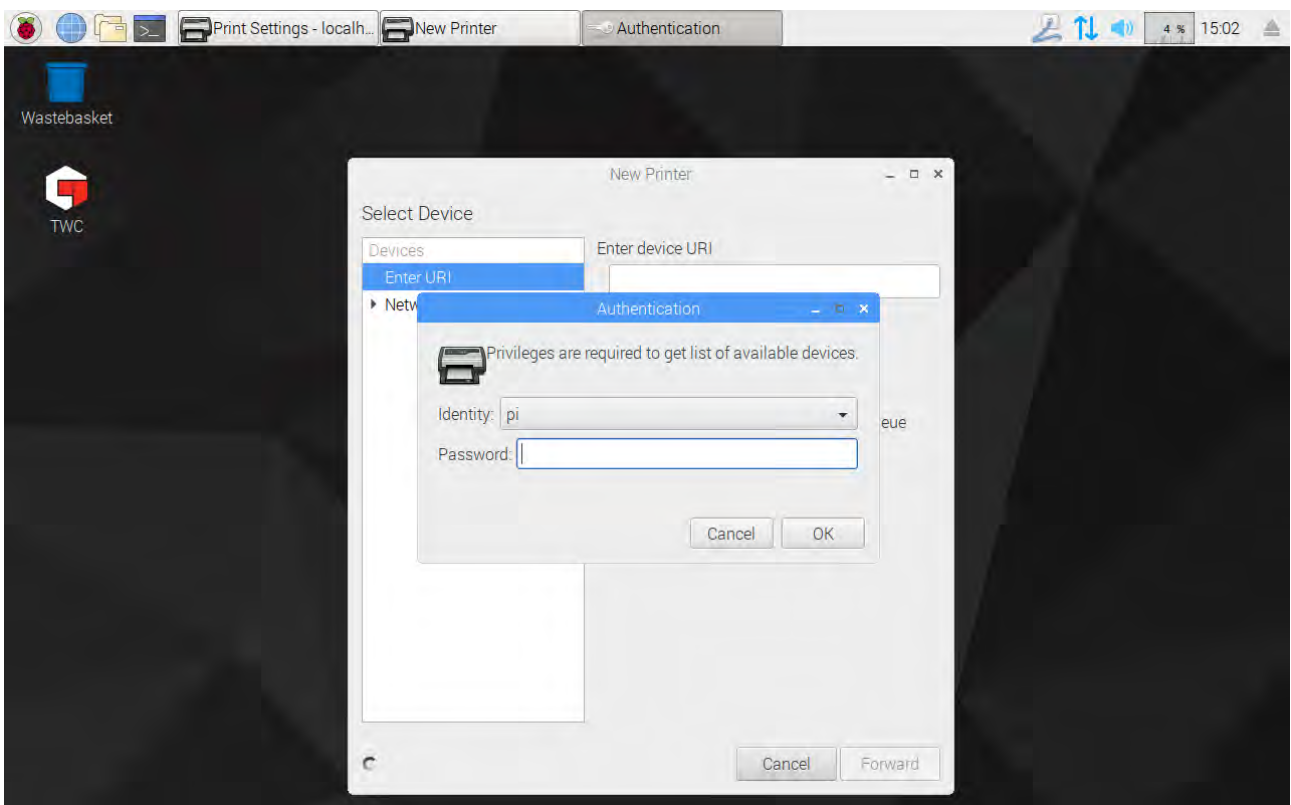 Print Settings - localh... New Printer Authentication 4 % 15:02
Wastebasket
TWC
New Printer
Select Device
Devices
Enter URI
Netw
Enter device URI
Authentication
Privileges are required to get list of available devices.
Identity: pi
Password:
eue
Cancel OK
Cancel Forward